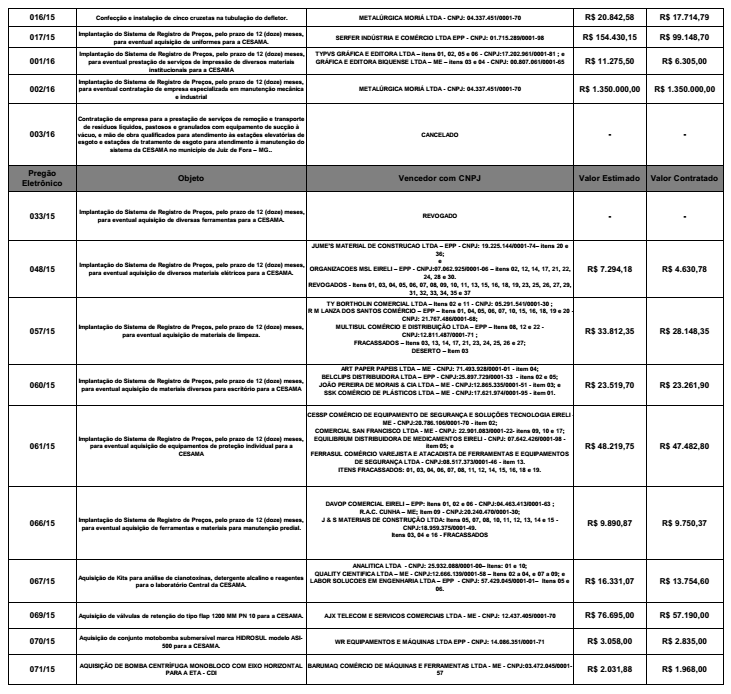 016/15
Confecção e instalação de cinco cruzetas na tubulação do defletor.
METALÚRGICA MORIÁ LTDA - CNPJ: 04.337.451/0001-70
R$ 20.842,58
R$ 17.714,79
017/15
Implantação do Sistema de Registro de Preços, pelo prazo de 12 (doze) meses,
para eventual aquisição de uniformes para a CESAMA.
SERFER INDÚSTRIA E COMÉRCIO LTDA EPP - CNPJ: 01.715.289/0001-98
R$ 154.430,15
R$ 99.148,70
001/16
Implantação do Sistema de Registro de Preços, pelo prazo de 12 (doze) meses,
para eventual prestação de serviços de impressão de diversos materiais
institucionais para a CESAMA
TYPVS GRÁFICA E EDITORA LTDA – itens 01, 02, 05 e 06 - CNPJ:17.202.961/0001-81 ; e
GRÁFICA E EDITORA BIQUENSE LTDA – ME – itens 03 e 04 - CNPJ: 00.807.061/0001-65
R$ 11.275,50
R$ 6.305,00
002/16
Implantação do Sistema de Registro de Preços, pelo prazo de 12 (doze) meses,
para eventual contratação de empresa especializada em manutenção mecânica
e industrial
METALÚRGICA MORIÁ LTDA - CNPJ: 04.337.451/0001-70
R$ 1.350.000,00
R$ 1.350.000,00
003/16
Contratação de empresa para a prestação de serviços de remoção e transporte
de resíduos líquidos, pastosos e granulados com equipamento de sucção à
vácuo, e mão de obra qualificados para atendimento às estações elevatórias de
esgoto e estações de tratamento de esgoto para atendimento à manutenção do
sistema da CESAMA no município de Juiz de Fora – MG..
CANCELADO
-
-
Pregão
Eletrônico
Objeto
Vencedor com CNPJ
Valor Estimado
Valor Contratado
033/15
Implantação do Sistema de Registro de Preços, pelo prazo de 12 (doze) meses,
para eventual aquisição de diversas ferramentas para a CESAMA.
REVOGADO
-
-
048/15
Implantação do Sistema de Registro de Preços, pelo prazo de 12 (doze) meses,
para eventual aquisição de diversos materiais elétricos para a CESAMA.
JUME'S MATERIAL DE CONSTRUCAO LTDA – EPP - CNPJ: 19.225.144/0001-74– itens 20 e
36;
e
ORGANIZACOES MSL EIRELI – EPP - CNPJ:07.062.925/0001-06 – itens 02, 12, 14, 17, 21, 22,
24, 28 e 30.
REVOGADOS - Itens 01, 03, 04, 05, 06, 07, 08, 09, 10, 11, 13, 15, 16, 18, 19, 23, 25, 26, 27, 29,
31, 32, 33, 34, 35 e 37
R$ 7.294,18
R$ 4.630,78
057/15
Implantação do Sistema de Registro de Preços, pelo prazo de 12 (doze) meses,
para eventual aquisição de materiais de limpeza.
TY BORTHOLIN COMERCIAL LTDA – Itens 02 e 11 - CNPJ: 05.291.541/0001-30 ;
R M LANZA DOS SANTOS COMÉRCIO – EPP – Itens 01, 04, 05, 06, 07, 10, 15, 16, 18, 19 e 20 -
CNPJ: 21.767.486/0001-68;
MULTISUL COMÉRCIO E DISTRIBUIÇÃO LTDA – EPP – Itens 08, 12 e 22 -
CNPJ:12.811.487/0001-71 ;
FRACASSADOS – Itens 03, 13, 14, 17, 21, 23, 24, 25, 26 e 27;
DESERTO – Item 03
R$ 33.812,35
R$ 28.148,35
060/15
Implantação do Sistema de Registro de Preços, pelo prazo de 12 (doze) meses,
para eventual aquisição de materiais diversos para escritório para a CESAMA
ART PAPER PAPEIS LTDA – ME - CNPJ: 71.493.928/0001-01 - item 04;
BELCLIPS DISTRIBUIDORA LTDA – EPP - CNPJ:25.897.729/0001-33 - itens 02 e 05;
JOÃO PEREIRA DE MORAIS & CIA LTDA – ME - CNPJ:12.865.335/0001-51 - item 03; e
SSK COMÉRCIO DE PLÁSTICOS LTDA – ME - CNPJ:17.621.974/0001-95 - item 01.
R$ 23.519,70
R$ 23.261,90
061/15
Implantação do Sistema de Registro de Preços, pelo prazo de 12 (doze) meses,
para eventual aquisição de equipamentos de proteção individual para a
CESAMA
CESSP COMÉRCIO DE EQUIPAMENTO DE SEGURANÇA E SOLUÇÕES TECNOLOGIA EIRELI -
ME - CNPJ:20.786.106/0001-70 - item 02;
COMERCIAL SAN FRANCISCO LTDA - ME - CNPJ: 22.901.083/0001-22- itens 09, 10 e 17;
EQUILIBRIUM DISTRIBUIDORA DE MEDICAMENTOS EIRELI - CNPJ: 07.642.426/0001-98 -
item 05; e
FERRASUL COMÉRCIO VAREJISTA E ATACADISTA DE FERRAMENTAS E EQUIPAMENTOS
DE SEGURANÇA LTDA - CNPJ:08.517.373/0001-46 - item 13.
ITENS FRACASSADOS: 01, 03, 04, 06, 07, 08, 11, 12, 14, 15, 16, 18 e 19.
R$ 48.219,75
R$ 47.482,80
066/15
Implantação do Sistema de Registro de Preços, pelo prazo de 12 (doze) meses,
para eventual aquisição de ferramentas e materiais para manutenção predial.
DAVOP COMERCIAL EIRELI – EPP: Itens 01, 02 e 06 - CNPJ:04.463.413/0001-63 ;
R.A.C. CUNHA – ME; Item 09 - CNPJ:20.240.470/0001-30;
J & S MATERIAIS DE CONSTRUÇÃO LTDA: Itens 05, 07, 08, 10, 11, 12, 13, 14 e 15 -
CNPJ:18.959.375/0001-49.
Itens 03, 04 e 16 - FRACASSADOS
R$ 9.890,87
R$ 9.750,37
067/15
Aquisição de Kits para análise de cianotoxinas, detergente alcalino e reagentes
para o laboratório Central da CESAMA.
ANALITICA LTDA - CNPJ: 25.932.088/0001-00– itens: 01 e 10;
QUALITY CIENTIFICA LTDA – ME - CNPJ:12.666.139/0001-58 – itens 02 a 04, e 07 a 09; e
LABOR SOLUCOES EM ENGENHARIA LTDA – EPP - CNPJ: 57.429.045/0001-01– itens 05 e
06.
R$ 16.331,07
R$ 13.754,60
069/15
Aquisição de válvulas de retenção do tipo flap 1200 MM PN 10 para a CESAMA.
AJX TELECOM E SERVICOS COMERCIAIS LTDA - ME - CNPJ: 12.437.405/0001-70
R$ 76.695,00
R$ 57.190,00
070/15
Aquisição de conjunto motobomba submersável marca HIDROSUL modelo ASI-
500 para a CESAMA.
WR EQUIPAMENTOS E MÁQUINAS LTDA EPP - CNPJ: 14.086.351/0001-71
R$ 3.058,00
R$ 2.835,00
071/15
AQUISIÇÃO DE BOMBA CENTRÍFUGA MONOBLOCO COM EIXO HORIZONTAL
PARA A ETA - CDI
BARUMAQ COMÉRCIO DE MÁQUINAS E FERRAMENTAS LTDA - ME - CNPJ:03.472.045/0001-
57
R$ 2.031,88
R$ 1.968,00